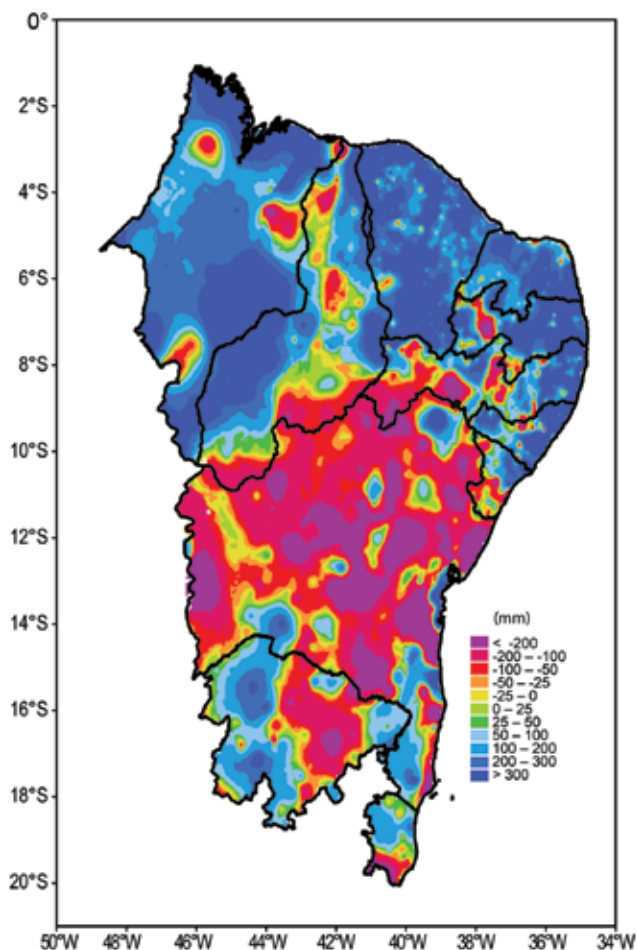 0°
2°S
4°S
6°S
8°S
10°S
12°S
14°S
16°S
18°S
20°S
(mm)
< -200
-200 – -100
-100 – -50
-50 – -25
-25 – 0
0 – 25
25 – 50
50 – 100
100 – 200
200 – 300
> 300
50°W 48°W 46°W 44°W 42°W 40°W 38°W 36°W 34°W